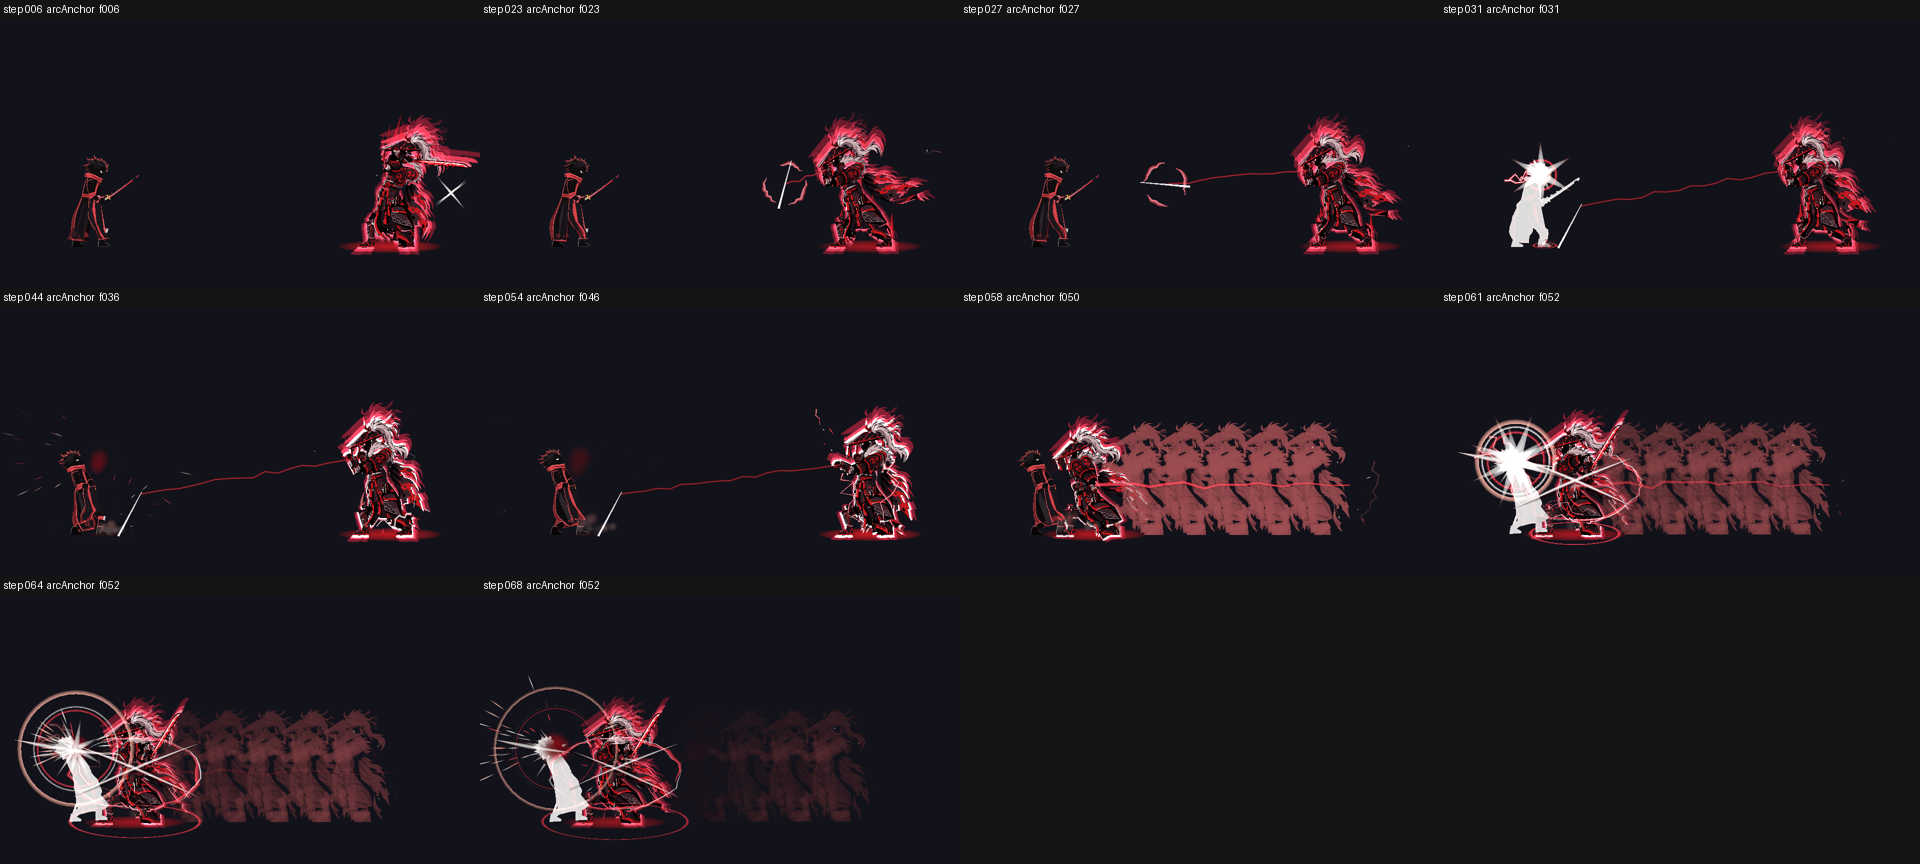 step006 arcAnchor f006
step023 arcAnchor f023
step027 arcAnchor f027
step031 arcAnchor f031
step044 arcAnchor f036
step054 arcAnchor f046
step058 arcAnchor f050
step061 arcAnchor f052
step064 arcAnchor f052
step068 arcAnchor f052